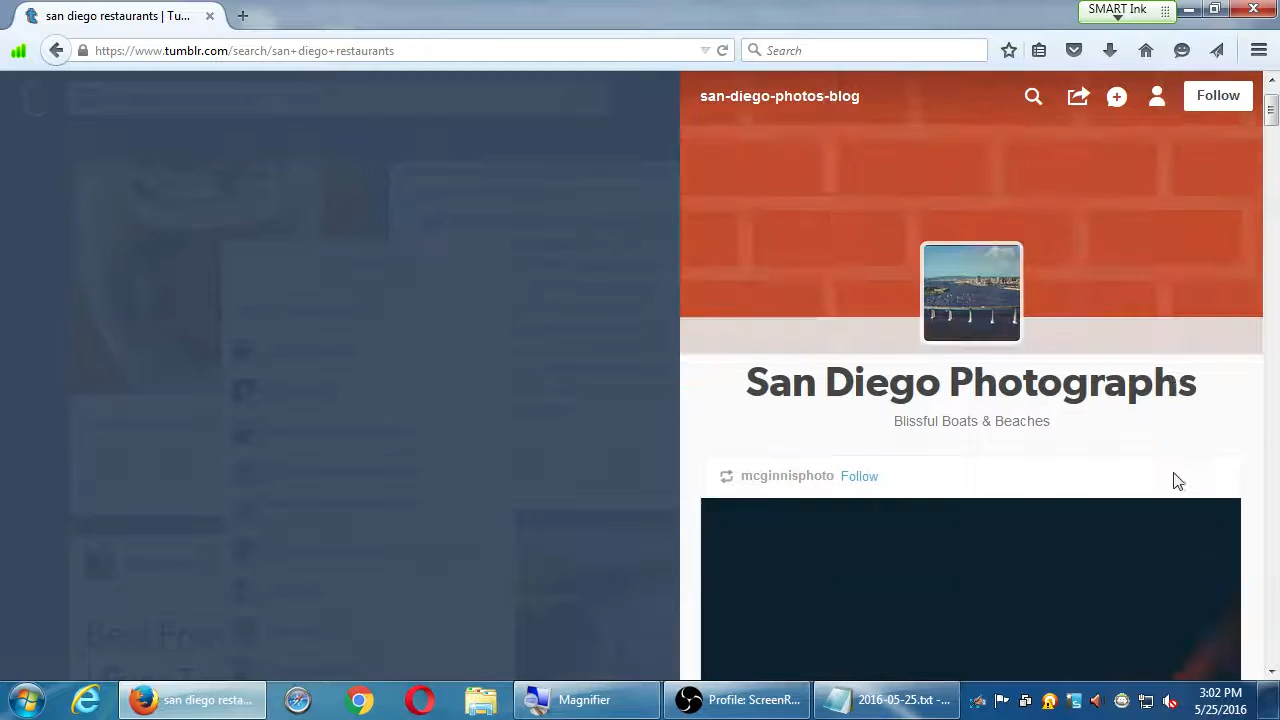 san diego restaurants | Tu...
SMART Ink
https://www.tumblr.com/search/san+diego+restaurants
Search
san-diego-photos-blog
Follow
San Diego Photographs
Blissful Boats & Beaches
mcginnisphoto Follow
san diego resta...
Magnifier
Profile: ScreenR...
2016-05-25.txt -...
3:02 PM
5/25/2016